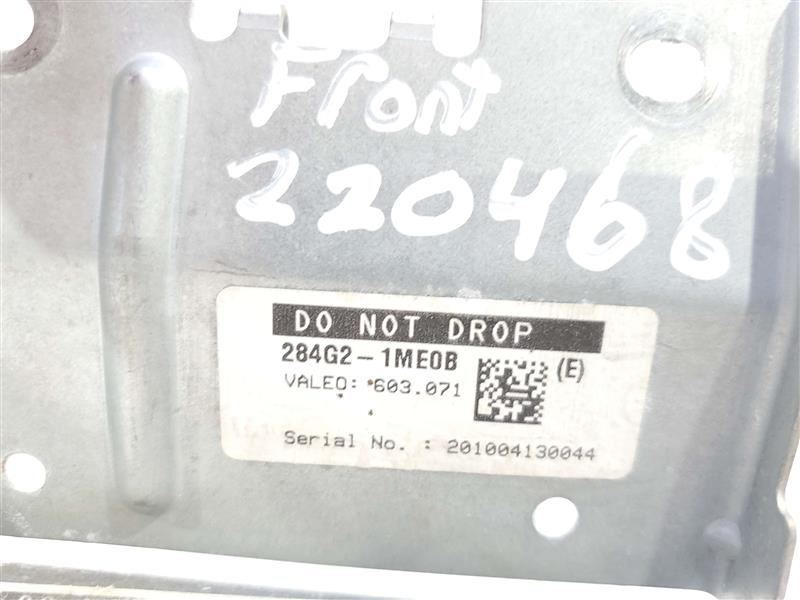 Front
220468
DO NOT DROP
284G2-1ME0B (E)
VALEO: 603.071
Serial No. : 201004130044